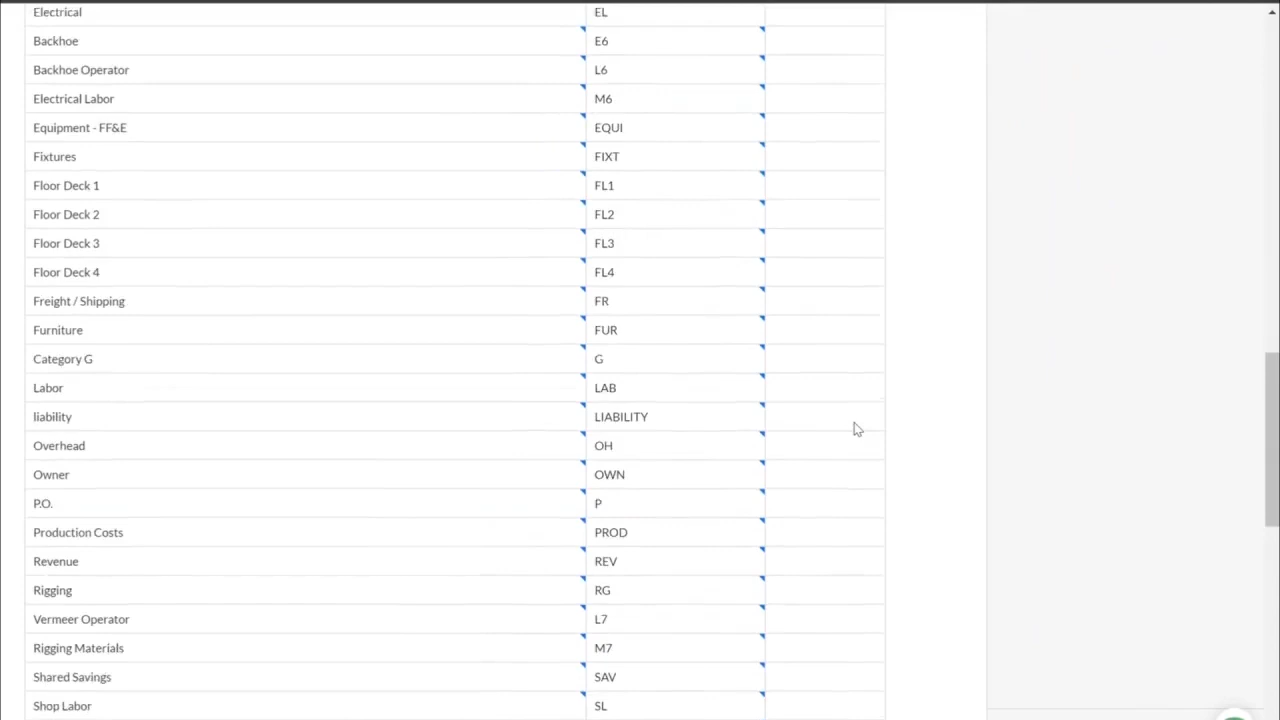 Electrical EL
Backhoe E6
Backhoe Operator L6
Electrical Labor M6
Equipment - FF&E EQUI
Fixtures FIXT
Floor Deck 1 FL1
Floor Deck 2 FL2
Floor Deck 3 FL3
Floor Deck 4 FL4
Freight / Shipping FR
Furniture FUR
Category G G
Labor LAB
liability LIABILITY
Overhead OH
Owner OWN
P.O. P
Production Costs PROD
Revenue REV
Rigging RG
Vermeer Operator L7
Rigging Materials M7
Shared Savings SAV
Shop Labor SL